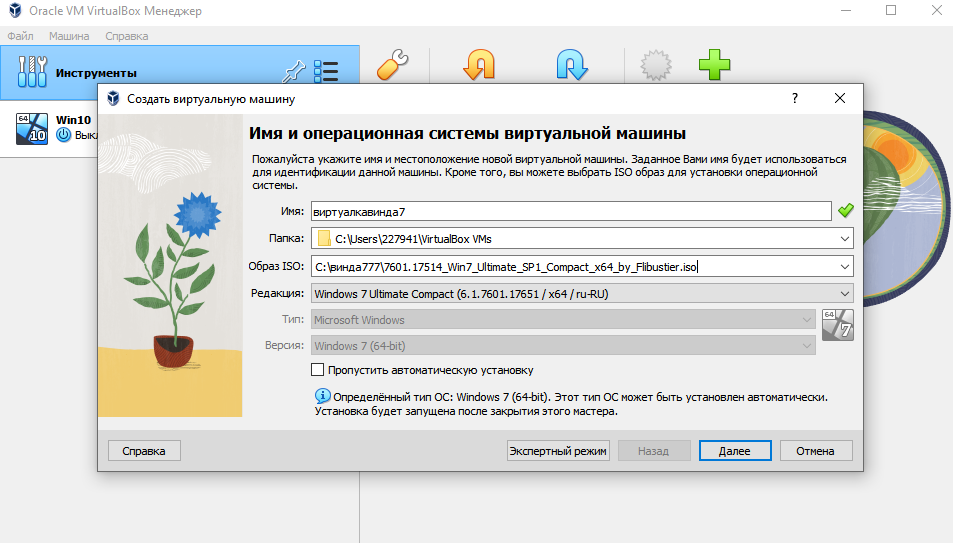 Oracle VM VirtualBox Менеджер
Файл Машина Справка
Инструменты
Создать виртуальную машину
?
64
10
Win10
Имя и операционная системы виртуальной машины
Пожалуйста укажите имя и местоположение новой виртуальной машины. Заданное Вами имя будет использоваться
для идентификации данной машины. Кроме того, вы можете выбрать ISO образ для установки операционной
системы.
Имя: виртуалкавинда7
Папка: C:\Users\227941\VirtualBox VMs
Образ ISO: C:\винда777\7601.17514_Win7_Ultimate_SP1_Compact_x64_by_Flibustier.iso
Редакция: Windows 7 Ultimate Compact (6.1.7601.17651 / x64 / ru-RU)
Тип: Microsoft Windows
64
7
Версия: Windows 7 (64-bit)
Пропустить автоматическую установку
Определённый тип ОС: Windows 7 (64-bit). Этот тип ОС может быть установлен автоматически.
Установка будет запущена после закрытия этого мастера.
Справка Экспертный режим Назад Далее Отмена